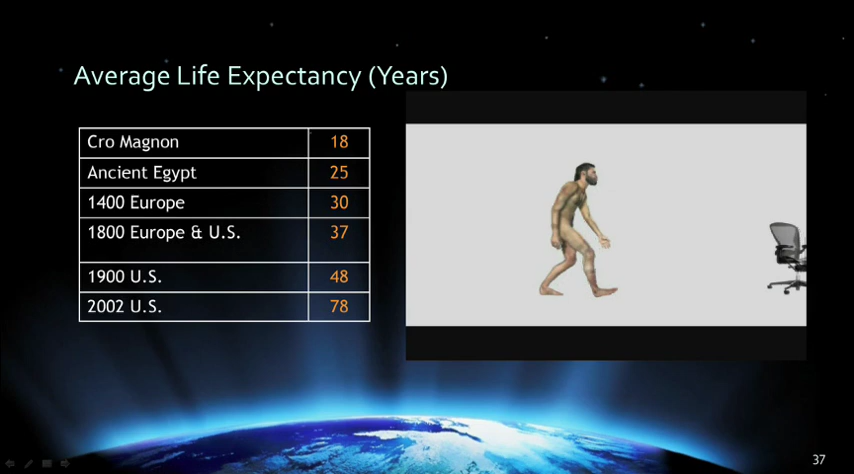 Average Life Expectancy (Years)
Cro Magnon 18
Ancient Egypt 25
1400 Europe 30
1800 Europe & U.S. 37
1900 U.S. 48
2002 U.S. 78
37